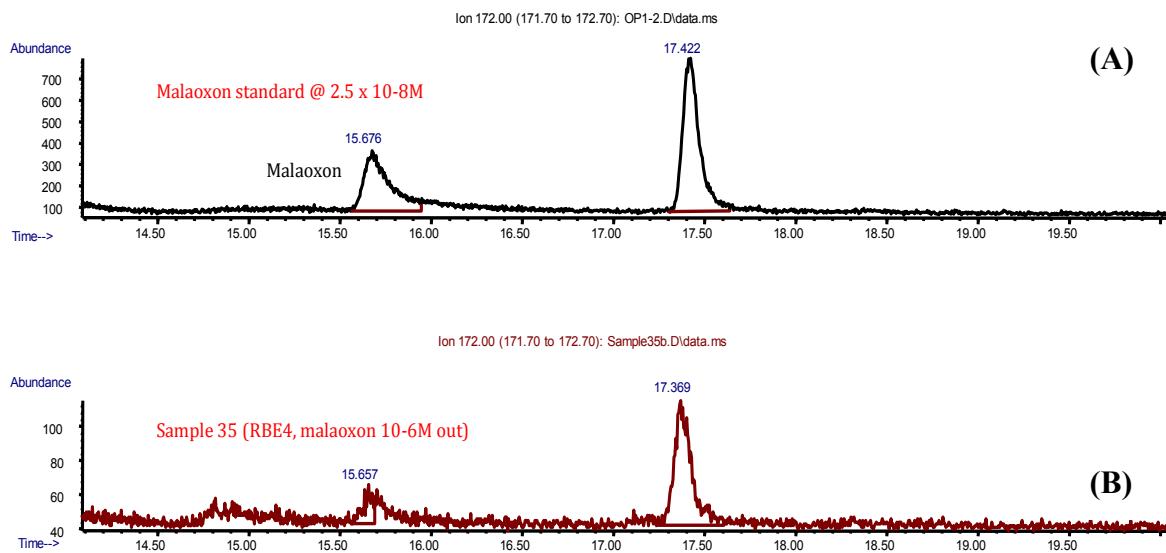 Ion 172.00 (171.70 to 172.70): OP1-2.D\data.ms
Abundance
17.422
(A)
700
Malaoxon standard @ 2.5 x 10-8M
600
500
15.676
400
300
Malaoxon
200
100
14.50 15.00 15.50 16.00 16.50 17.00 17.50 18.00 18.50 19.00 19.50
Time-->
Ion 172.00 (171.70 to 172.70): Sample35b.D\data.ms
Abundance
17.369
100
Sample 35 (RBE4, malaoxon 10-6M out)
80
15.657
60
(B)
40
14.50 15.00 15.50 16.00 16.50 17.00 17.50 18.00 18.50 19.00 19.50
Time-->